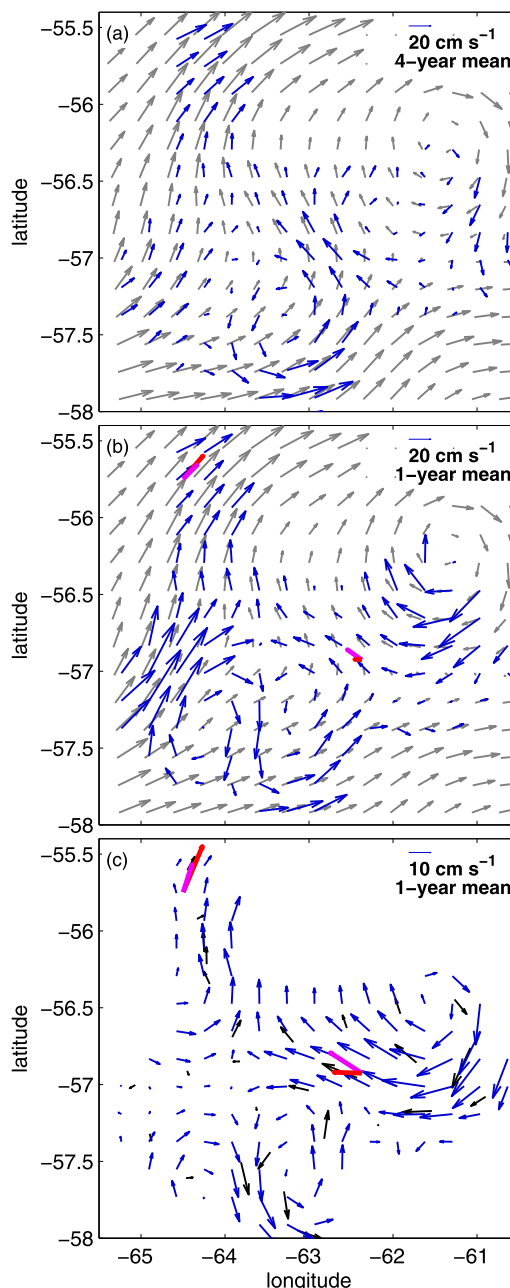 (a)
20 cm s⁻¹
4−year mean
−55.5
−56
−56.5
−57
−57.5
−58
latitude
(b)
20 cm s⁻¹
1−year mean
−55.5
−56
−56.5
−57
−57.5
−58
latitude
(c)
10 cm s⁻¹
1−year mean
−55.5
−56
−56.5
−57
−57.5
−58
latitude
−65 −64 −63 −62 −61
longitude